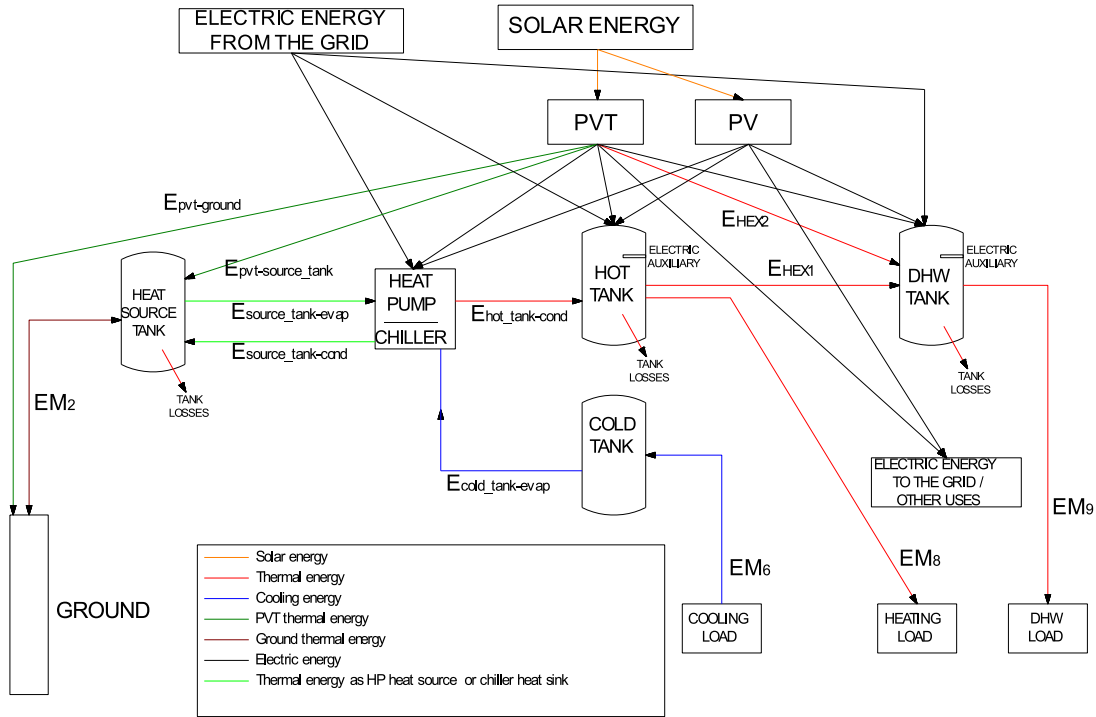 ELECTRIC ENERGY
FROM THE GRID
SOLAR ENERGY
PVT
PV
Epvt-ground
EHEX2
Epvt-source_tank
HEAT
SOURCE
TANK
Esource_tank-evap
Esource_tank-cond
HEAT
PUMP
CHILLER
Ehot_tank-cond
HOT
TANK
ELECTRIC
AUXILIARY
EHEX1
DHW
TANK
ELECTRIC
AUXILIARY
TANK
LOSSES
TANK
LOSSES
TANK
LOSSES
EM2
COLD
TANK
Ecold_tank-evap
ELECTRIC ENERGY
TO THE GRID /
OTHER USES
EM9
EM8
EM6
GROUND
Solar energy
Thermal energy
Cooling energy
PVT thermal energy
Ground thermal energy
Electric energy
Thermal energy as HP heat source or chiller heat sink
COOLING
LOAD
HEATING
LOAD
DHW
LOAD